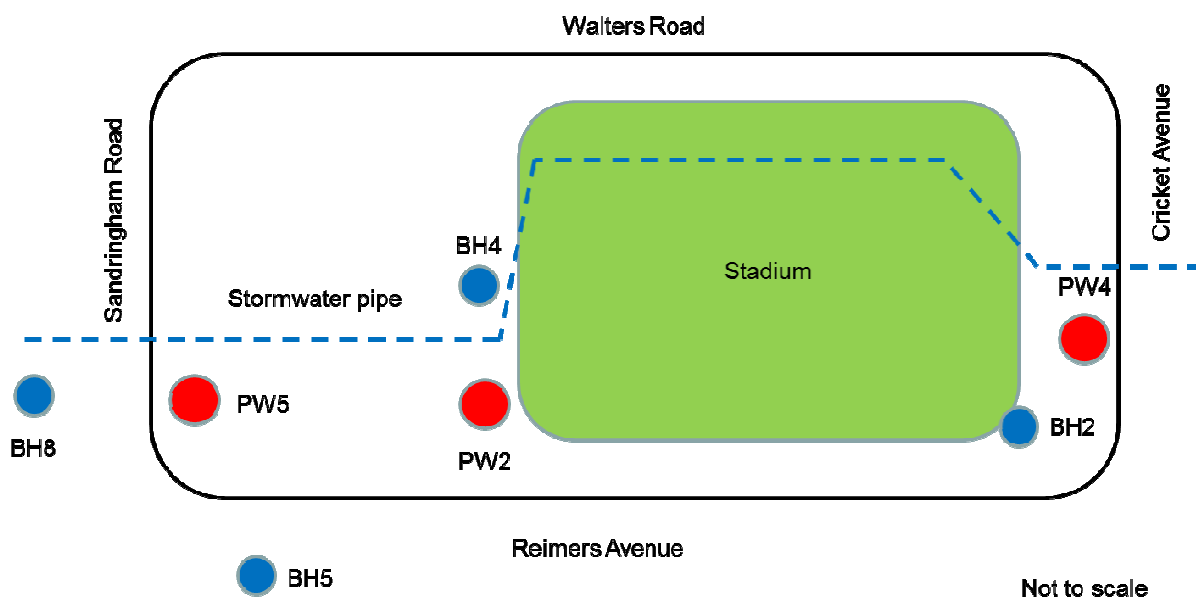 Walters Road
Sandringham Road
Cricket Avenue
BH4
Stadium
Stormwater pipe
PW4
PW5
BH2
BH8
PW2
Reimers Avenue
BH5
Not to scale